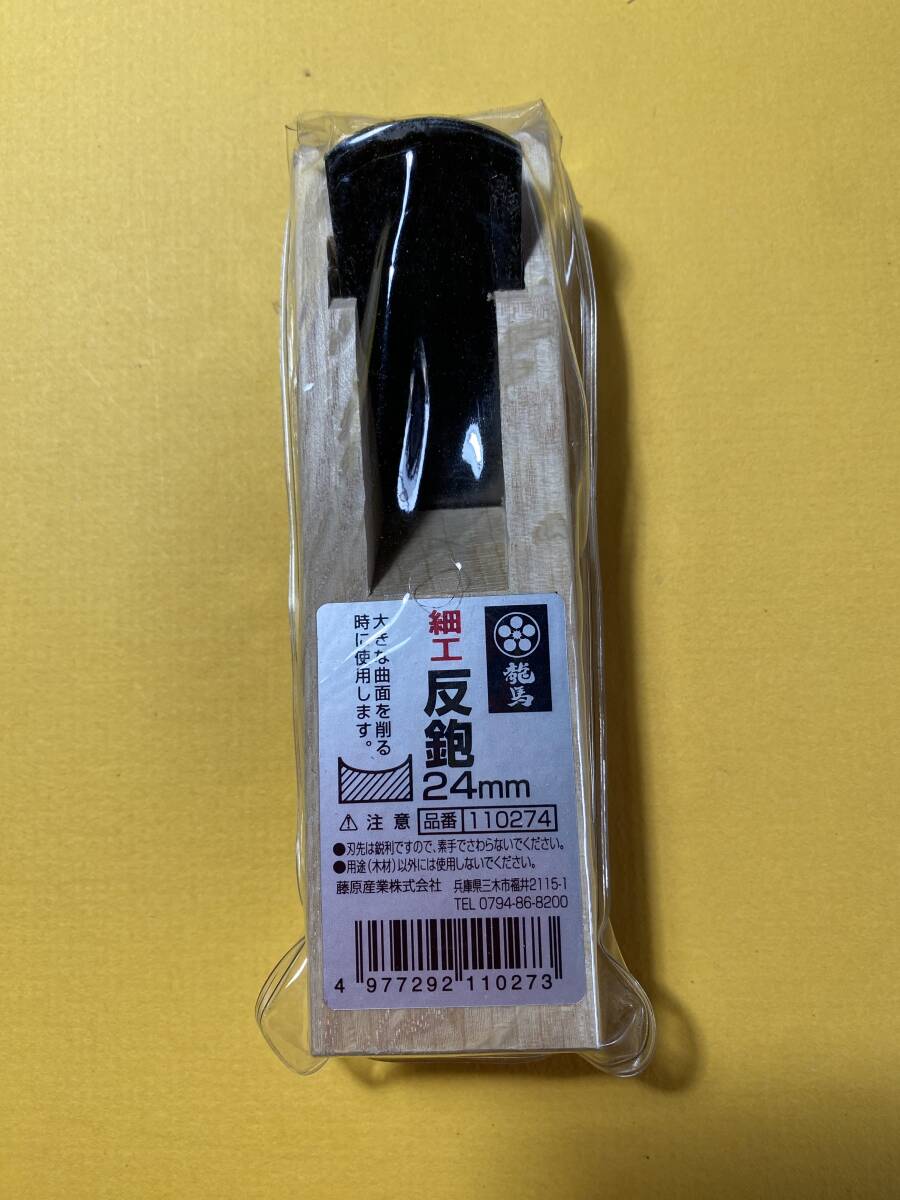 龍馬
細工
反鉋
24mm
大きな曲面を削る
時に使用します。
⚠ 注意 品番 110274
●刃先は鋭利ですので、素手でさわらないでください。
●用途(木材)以外には使用しないでください。
藤原産業株式会社 兵庫県三木市福井2115-1
TEL 0794-86-8200
4 977292 110273